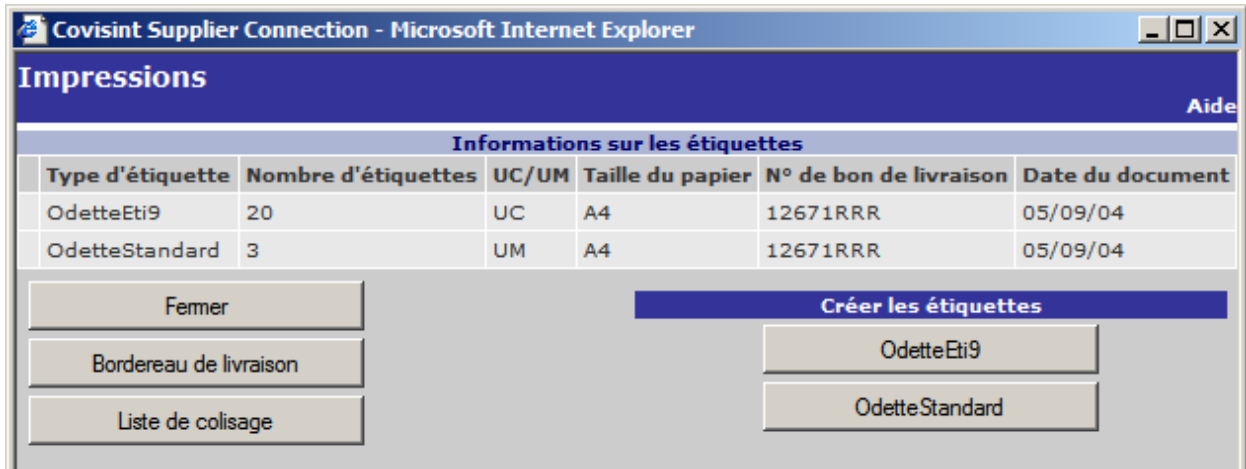 Covisint Supplier Connection - Microsoft Internet Explorer
Impressions
Aide
Informations sur les étiquettes
Type d'étiquette Nombre d'étiquettes UC/UM Taille du papier N° de bon de livraison Date du document
OdetteEti9 20 UC A4 12671RRR 05/09/04
OdetteStandard 3 UM A4 12671RRR 05/09/04
Fermer
Bordereau de livraison
Liste de colisage
Créer les étiquettes
OdetteEti9
OdetteStandard